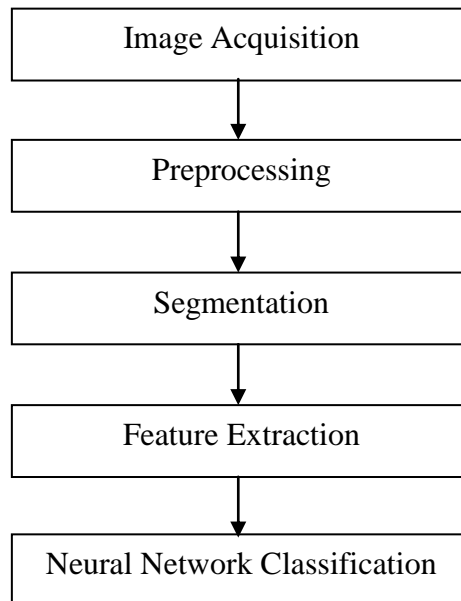 Image Acquisition
Preprocessing
Segmentation
Feature Extraction
Neural Network Classification